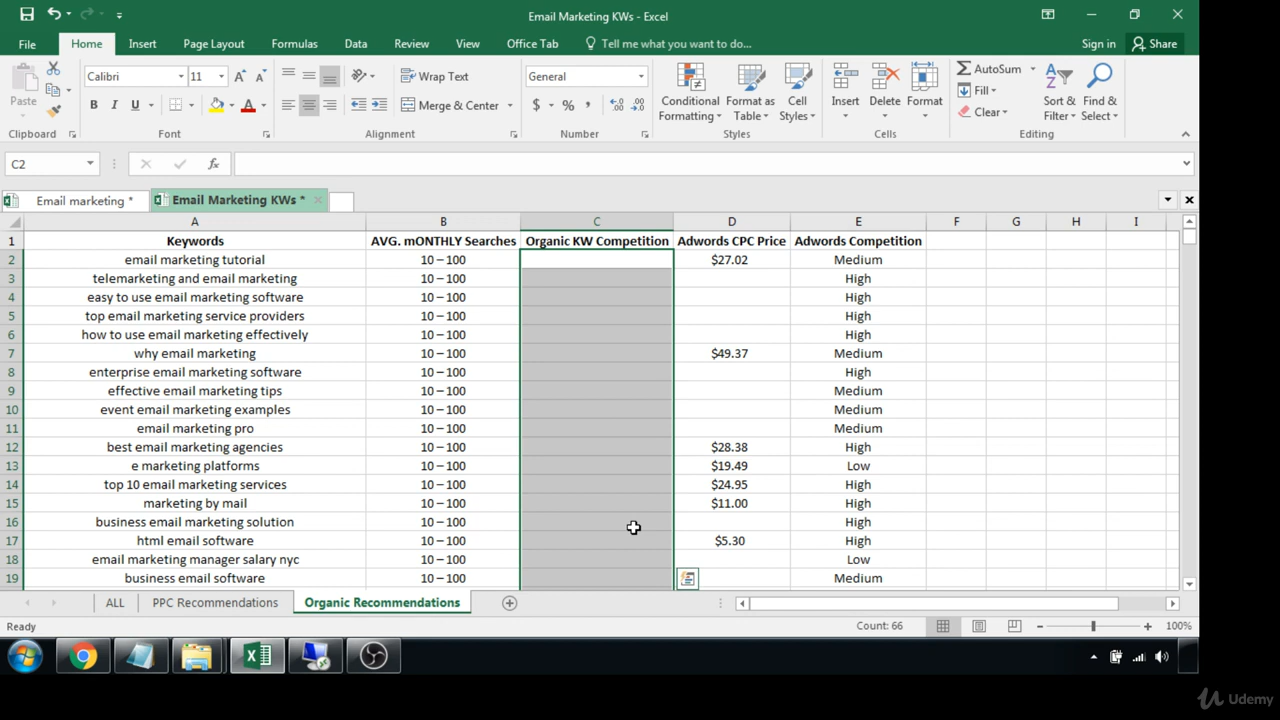 Email Marketing KWs - Excel
File Home Insert Page Layout Formulas Data Review View Office Tab Tell me what you want to do... Sign in Share
Calibri 11 Wrap Text General AutoSum
Paste Merge & Center Conditional Formatting Format as Table Cell Styles Insert Delete Format Fill Clear Sort & Filter Find & Select
Clipboard Font Alignment Number Styles Cells Editing
C2 fx
Email marketing * Email Marketing KWs *
A B C D E F G H I
1 Keywords AVG. mONTHLY Searches Organic KW Competition Adwords CPC Price Adwords Competition
2 email marketing tutorial 10 – 100 $27.02 Medium
3 telemarketing and email marketing 10 – 100 High
4 easy to use email marketing software 10 – 100 High
5 top email marketing service providers 10 – 100 High
6 how to use email marketing effectively 10 – 100 High
7 why email marketing 10 – 100 $49.37 Medium
8 enterprise email marketing software 10 – 100 High
9 effective email marketing tips 10 – 100 Medium
10 event email marketing examples 10 – 100 Medium
11 email marketing pro 10 – 100 Medium
12 best email marketing agencies 10 – 100 $28.38 High
13 e marketing platforms 10 – 100 $19.49 Low
14 top 10 email marketing services 10 – 100 $24.95 High
15 marketing by mail 10 – 100 $11.00 High
16 business email marketing solution 10 – 100 High
17 html email software 10 – 100 $5.30 High
18 email marketing manager salary nyc 10 – 100 Low
19 business email software 10 – 100 Medium
ALL PPC Recommendations Organic Recommendations
Ready Count: 66 100%
Udemy